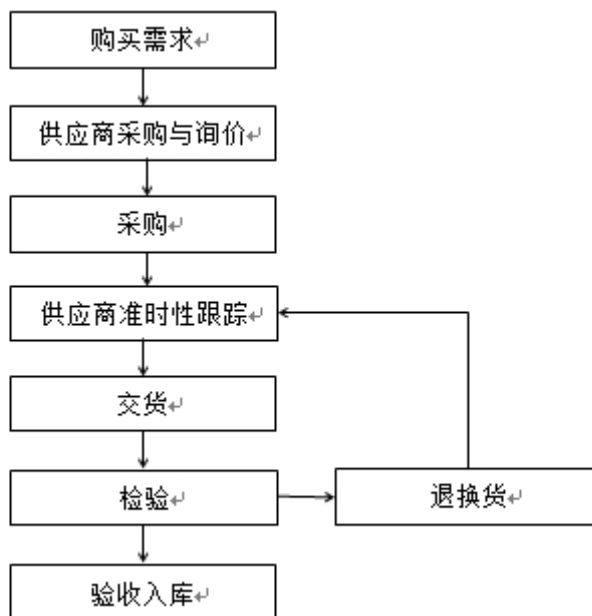 购买需求
供应商采购与询价
采购
供应商准时性跟踪
交货
检验
退换货
验收入库